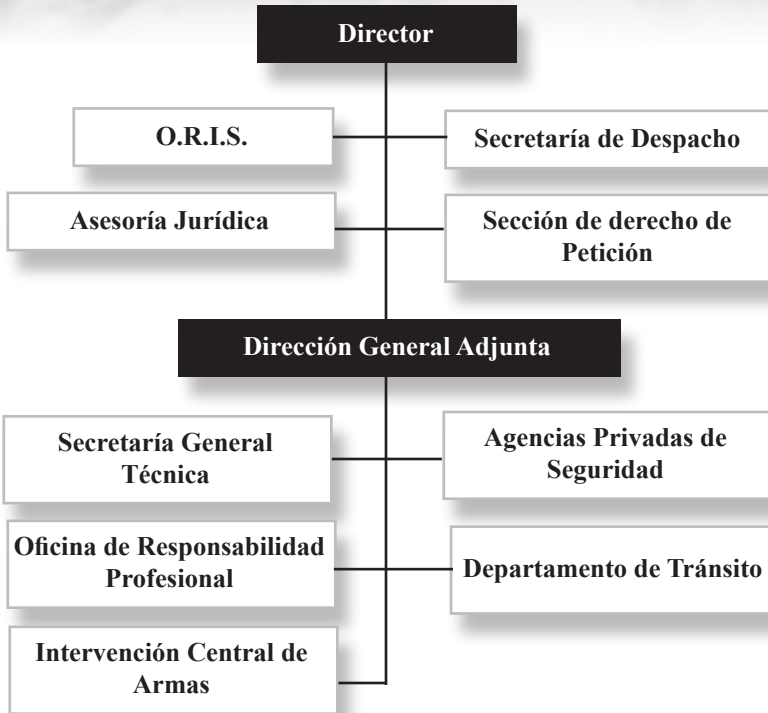 Director
O.R.I.S.
Secretaría de Despacho
Asesoría Jurídica
Sección de derecho de
Petición
Dirección General Adjunta
Secretaría General
Técnica
Agencias Privadas de
Seguridad
Oficina de Responsabilidad
Profesional
Departamento de Tránsito
Intervención Central de
Armas